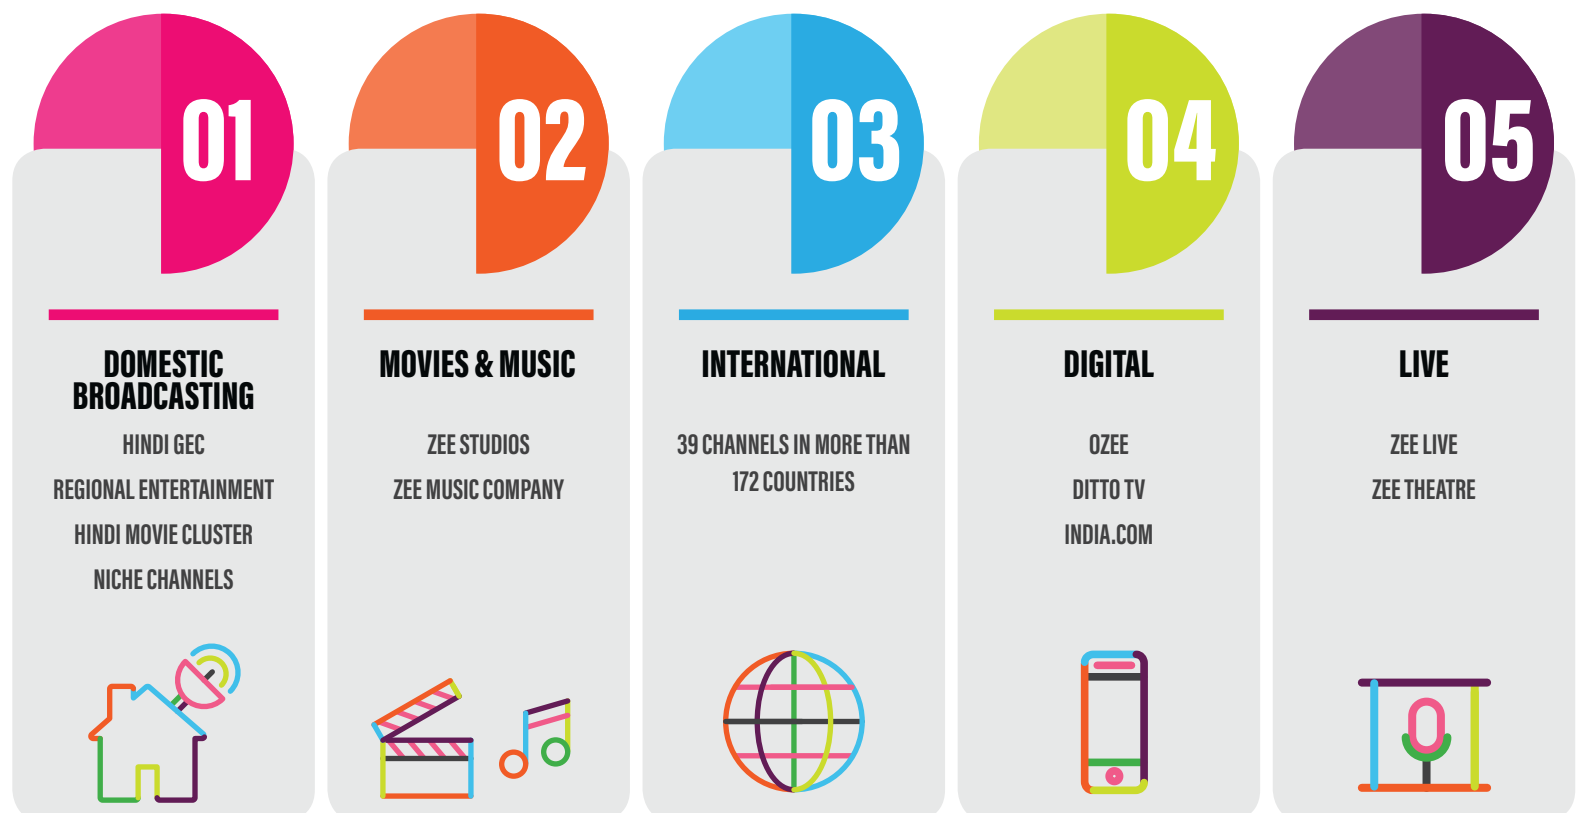 01
DOMESTIC
BROADCASTING
HINDI GEC
REGIONAL ENTERTAINMENT
HINDI MOVIE CLUSTER
NICHE CHANNELS
02
MOVIES & MUSIC
ZEE STUDIOS
ZEE MUSIC COMPANY
03
INTERNATIONAL
39 CHANNELS IN MORE THAN
172 COUNTRIES
04
DIGITAL
OZEE
DITTO TV
INDIA.COM
05
LIVE
ZEE LIVE
ZEE THEATRE